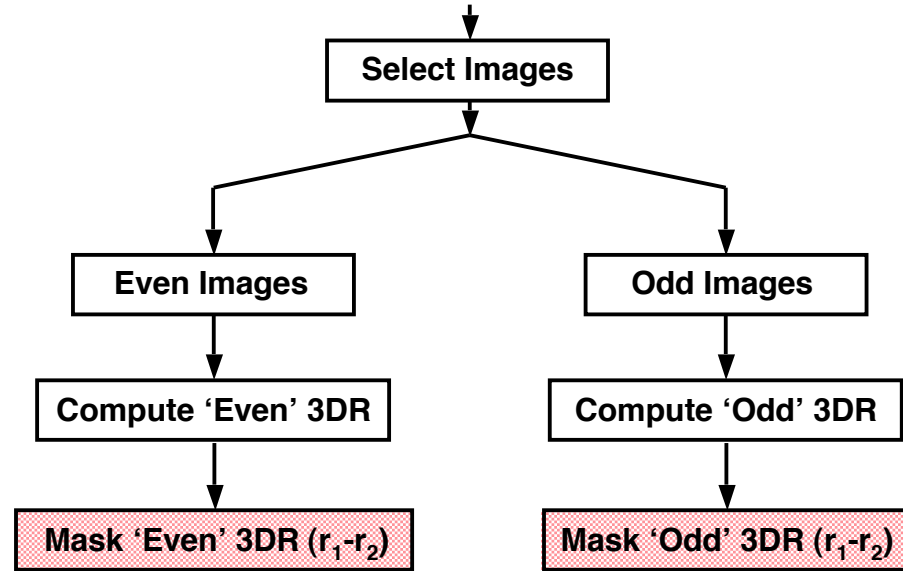 Select Images
Even Images
Odd Images
Compute ‘Even’ 3DR
Compute ‘Odd’ 3DR
Mask ‘Even’ 3DR (r₁-r₂)
Mask ‘Odd’ 3DR (r₁-r₂)